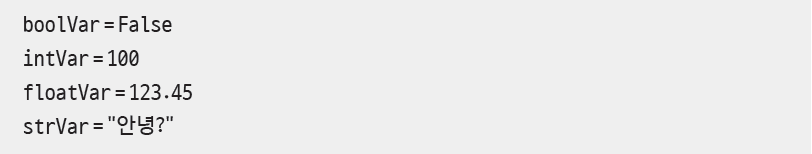 boolVar = False
intVar = 100
floatVar = 123.45
strVar = "안녕?"